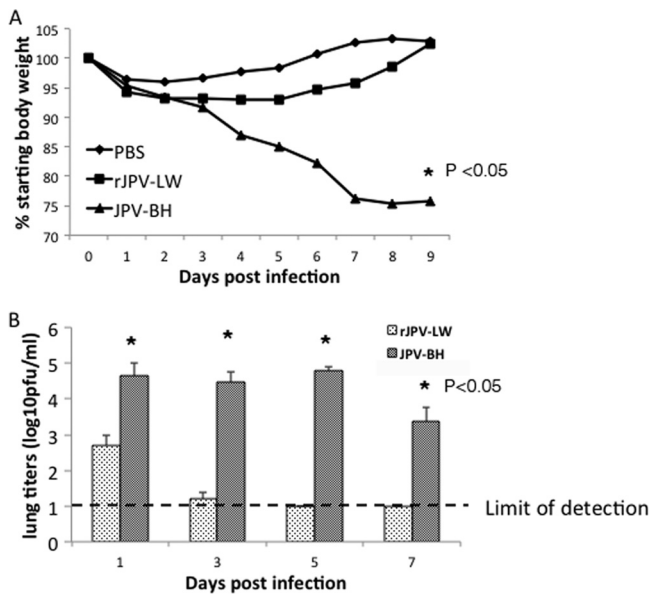 A
105
100
95
90
85
80
75
70
% starting body weight
PBS
rJPV-LW
JPV-BH
* P <0.05
0 1 2 3 4 5 6 7 8 9
Days post infection
B
6
5
4
3
2
1
0
lung titers (log10pfu/ml)
* * *
rJPV-LW
JPV-BH
* P<0.05
Limit of detection
1 3 5 7
Days post infection